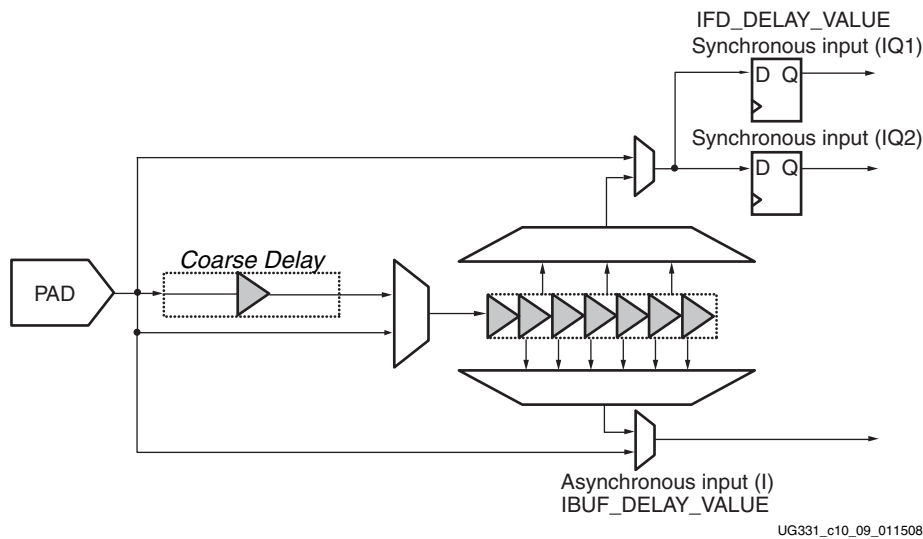 IFD_DELAY_VALUE
Synchronous input (IQ1)
D Q
Synchronous input (IQ2)
D Q
Coarse Delay
PAD
Asynchronous input (I)
IBUF_DELAY_VALUE
UG331_c10_09_011508